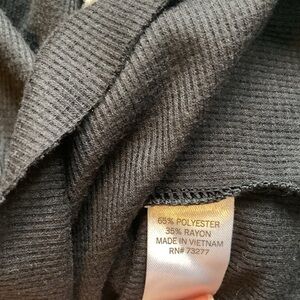 65% POLYESTER
35% RAYON
MADE IN VIETNAM
RN# 73277